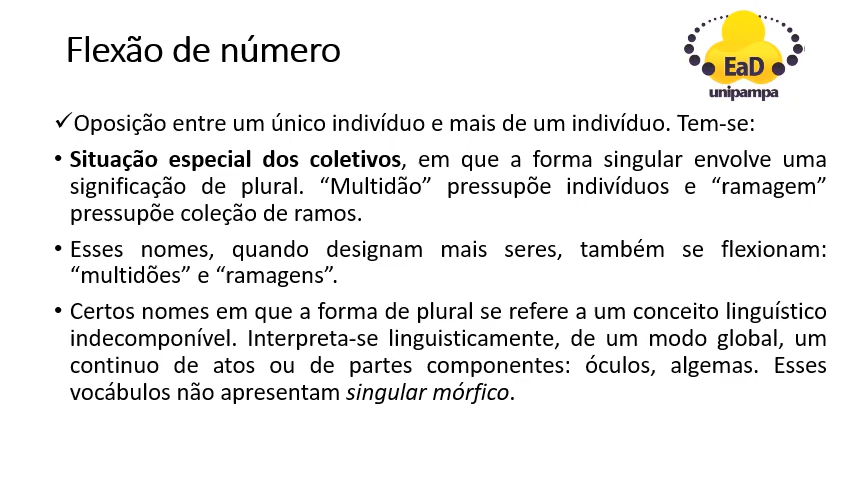 Flexão de número
EaD
unipampa
✓Oposição entre um único indivíduo e mais de um indivíduo. Tem-se:
• Situação especial dos coletivos, em que a forma singular envolve uma
significação de plural. “Multidão” pressupõe indivíduos e “ramagem”
pressupõe coleção de ramos.
• Esses nomes, quando designam mais seres, também se flexionam:
“multidões” e “ramagens”.
• Certos nomes em que a forma de plural se refere a um conceito linguístico
indecomponível. Interpreta-se linguisticamente, de um modo global, um
continuo de atos ou de partes componentes: óculos, algemas. Esses
vocábulos não apresentam singular mórfico.